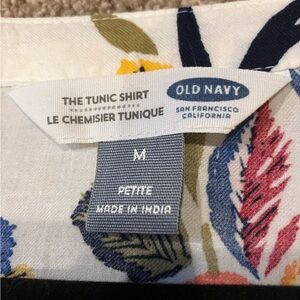 THE TUNIC SHIRT
LE CHEMISIER TUNIQUE
OLD NAVY
SAN FRANCISCO
CALIFORNIA
M
PETITE
MADE IN INDIA